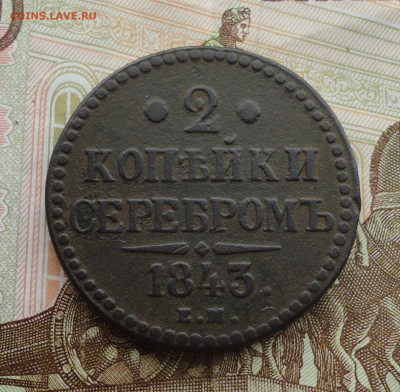 COINS.LAVE.RU
2
КОПѢЙКИ
СЕРЕБРОМЪ
1843.
Е.М.